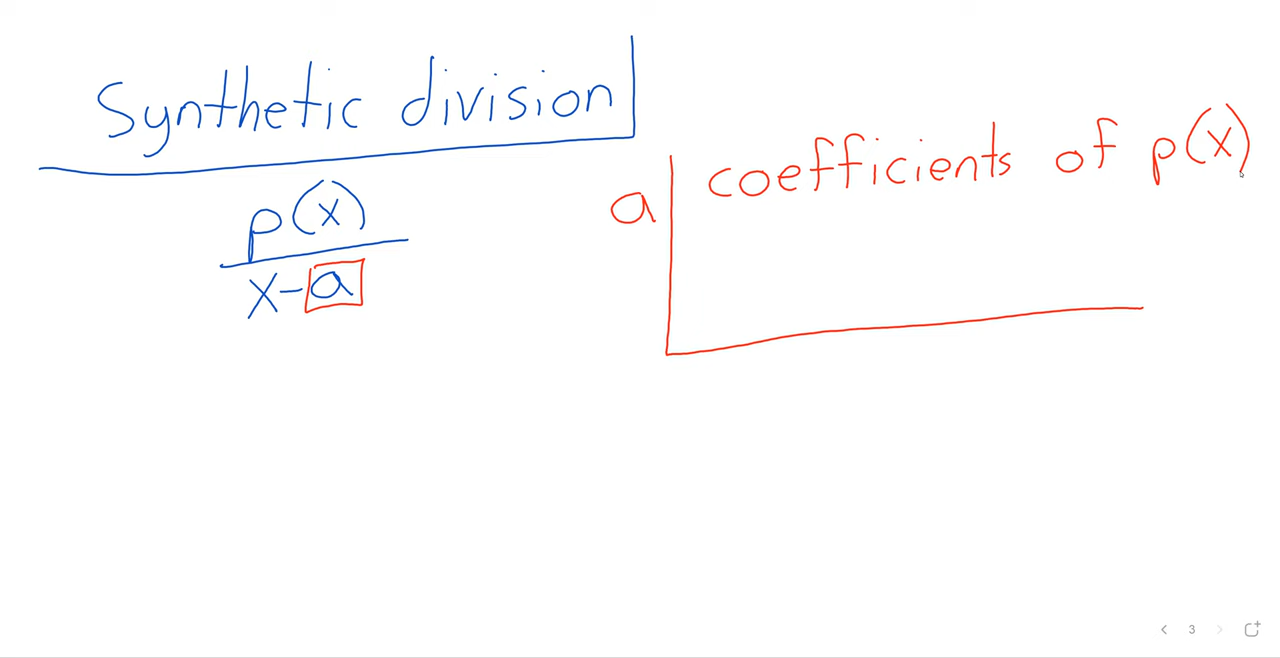 Synthetic division
p(x)
x-a
a
coefficients of p(x)
3